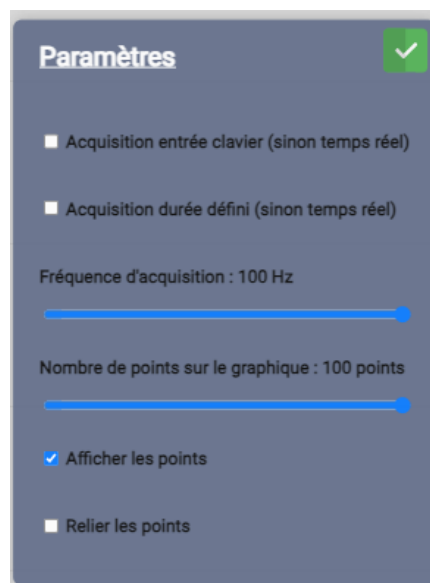 Paramètres
Acquisition entrée clavier (sinon temps réel)
Acquisition durée défini (sinon temps réel)
Fréquence d'acquisition : 100 Hz
Nombre de points sur le graphique : 100 points
Afficher les points
Relier les points